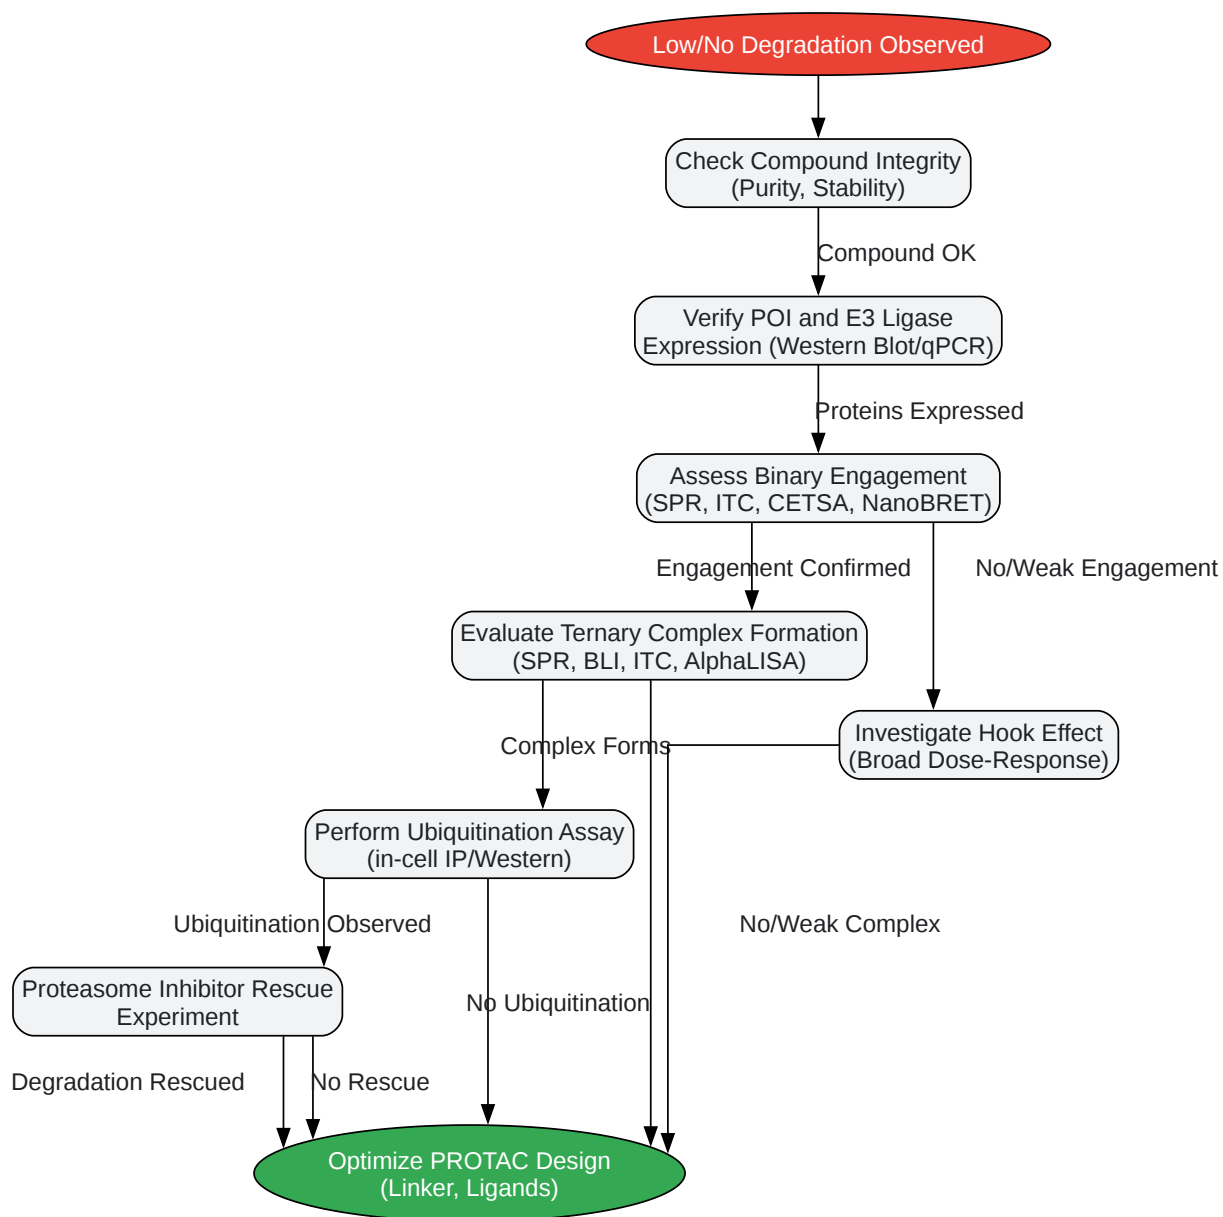 Low/No Degradation Observed
Check Compound Integrity
(Purity, Stability)
Compound OK
Verify POI and E3 Ligase
Expression (Western Blot/qPCR)
Proteins Expressed
Assess Binary Engagement
(SPR, ITC, CETSA, NanoBRET)
Engagement Confirmed
No/Weak Engagement
Evaluate Ternary Complex Formation
(SPR, BLI, ITC, AlphaLISA)
Complex Forms
Investigate Hook Effect
(Broad Dose-Response)
Perform Ubiquitination Assay
(in-cell IP/Western)
Ubiquitination Observed
No/Weak Complex
Proteasome Inhibitor Rescue
Experiment
No Ubiquitination
Degradation Rescued
No Rescue
Optimize PROTAC Design
(Linker, Ligands)